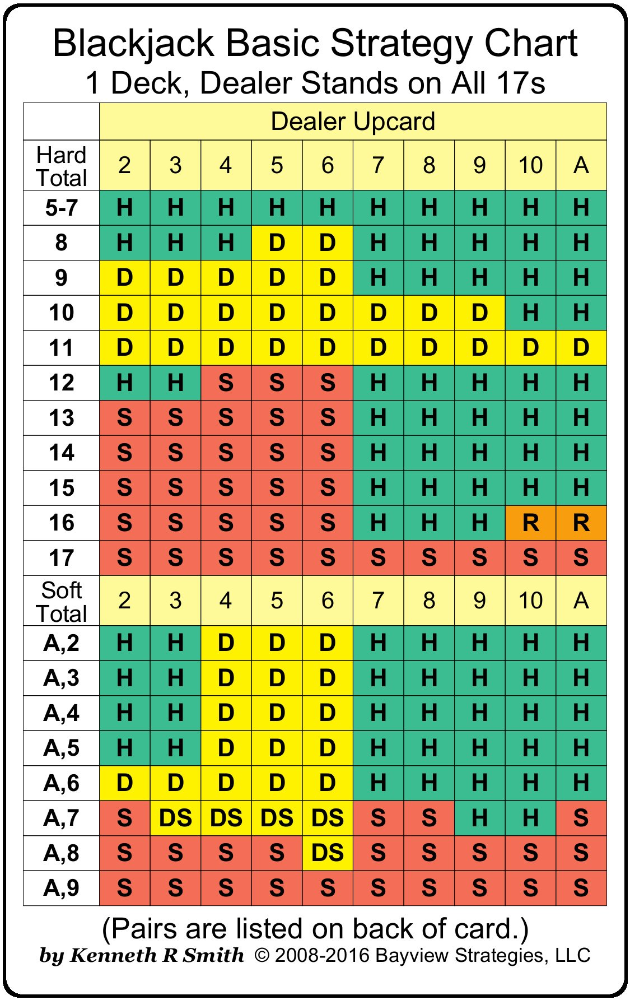 Blackjack Basic Strategy Chart
1 Deck, Dealer Stands on All 17s
Dealer Upcard
Hard Total 2 3 4 5 6 7 8 9 10 A
5-7 H H H H H H H H H H
8 H H H D D H H H H H
9 D D D D D H H H H H
10 D D D D D D D D H H
11 D D D D D D D D D D
12 H H S S S H H H H H
13 S S S S S H H H H H
14 S S S S S H H H H H
15 S S S S S H H H H H
16 S S S S S H H H R R
17 S S S S S S S S S S
Soft Total 2 3 4 5 6 7 8 9 10 A
A,2 H H D D D H H H H H
A,3 H H D D D H H H H H
A,4 H H D D D H H H H H
A,5 H H D D D H H H H H
A,6 D D D D D H H H H H
A,7 S DS DS DS DS S S H H S
A,8 S S S S DS S S S S S
A,9 S S S S S S S S S S
(Pairs are listed on back of card.)
by Kenneth R Smith © 2008-2016 Bayview Strategies, LLC